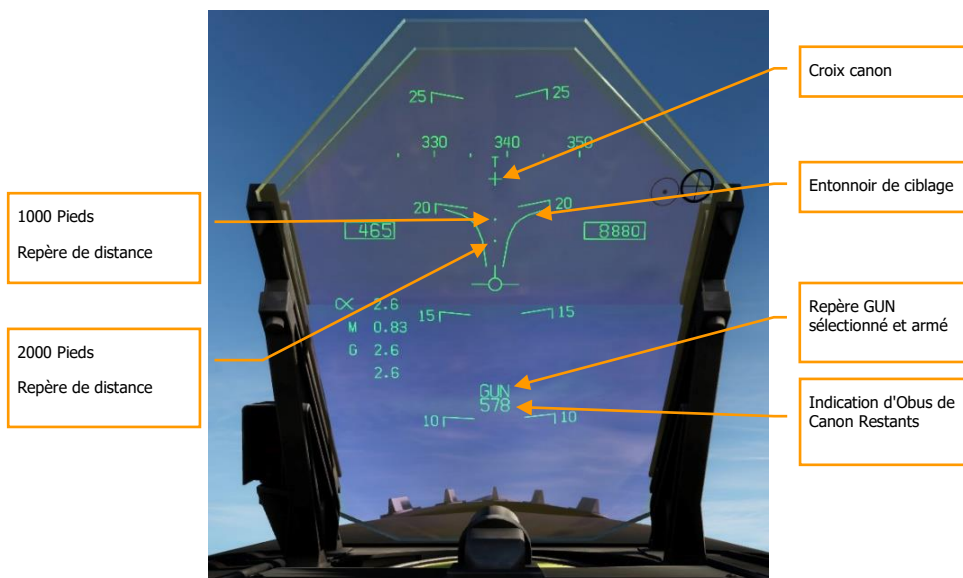 Croix canon
25 25
330 340 350
T
Entonnoir de ciblage
1000 Pieds
Repère de distance
20 20
465 8880
α 2.6
M 0.83
G 2.6
2.6
15 15
Repère GUN
sélectionné et armé
2000 Pieds
Repère de distance
GUN
578
10 10
Indication d'Obus de
Canon Restants